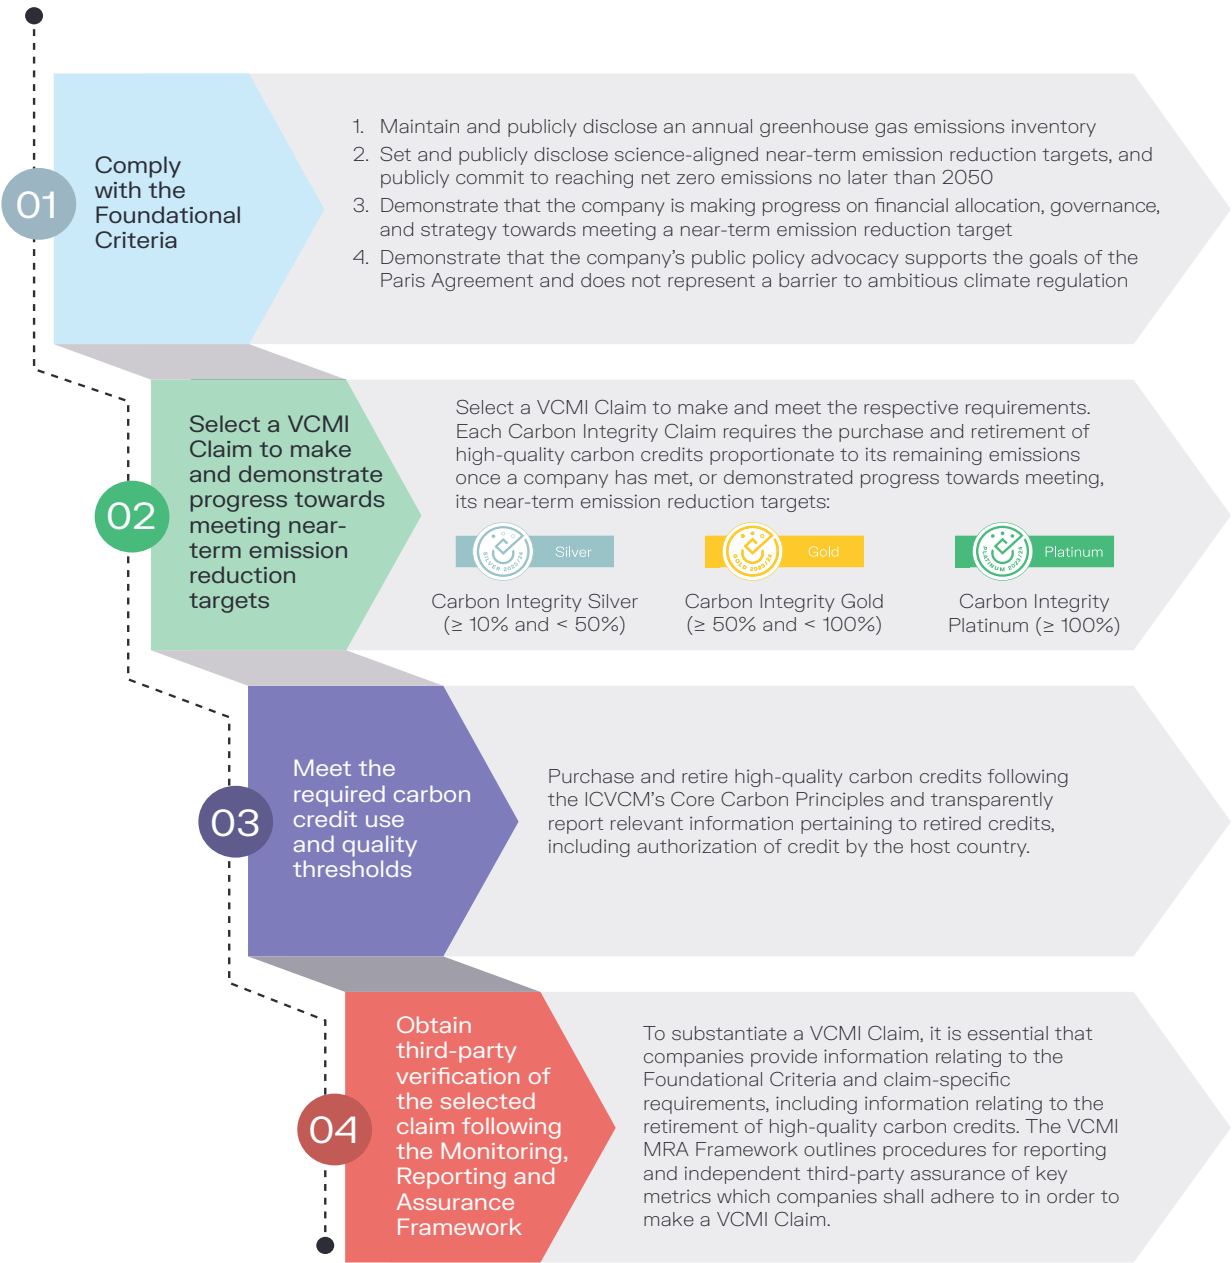 01
Comply
with the
Foundational
Criteria
1. Maintain and publicly disclose an annual greenhouse gas emissions inventory
2. Set and publicly disclose science-aligned near-term emission reduction targets, and
publicly commit to reaching net zero emissions no later than 2050
3. Demonstrate that the company is making progress on financial allocation, governance,
and strategy towards meeting a near-term emission reduction target
4. Demonstrate that the company's public policy advocacy supports the goals of the
Paris Agreement and does not represent a barrier to ambitious climate regulation
02
Select a VCMI
Claim to make
and demonstrate
progress towards
meeting near-
term emission
reduction
targets
Select a VCMI Claim to make and meet the respective requirements.
Each Carbon Integrity Claim requires the purchase and retirement of
high-quality carbon credits proportionate to its remaining emissions
once a company has met, or demonstrated progress towards meeting,
its near-term emission reduction targets:
SILVER 2023/24
Silver
GOLD 2023/24
Gold
PLATINUM 2023/24
Platinum
Carbon Integrity Silver
(≥ 10% and < 50%)
Carbon Integrity Gold
(≥ 50% and < 100%)
Carbon Integrity
Platinum (≥ 100%)
03
Meet the
required carbon
credit use
and quality
thresholds
Purchase and retire high-quality carbon credits following
the ICVCM's Core Carbon Principles and transparently
report relevant information pertaining to retired credits,
including authorization of credit by the host country.
04
Obtain
third-party
verification of
the selected
claim following
the Monitoring,
Reporting and
Assurance
Framework
To substantiate a VCMI Claim, it is essential that
companies provide information relating to the
Foundational Criteria and claim-specific
requirements, including information relating to the
retirement of high-quality carbon credits. The VCMI
MRA Framework outlines procedures for reporting
and independent third-party assurance of key
metrics which companies shall adhere to in order to
make a VCMI Claim.